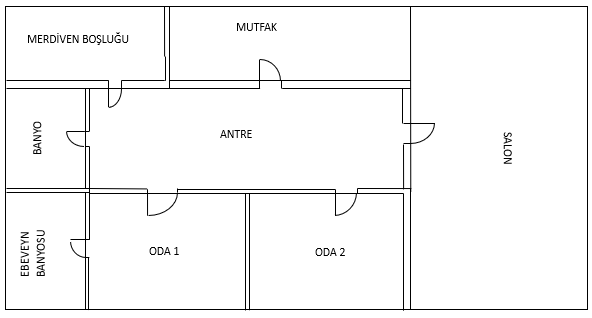 MERDİVEN BOŞLUĞU
MUTFAK
BANYO
ANTRE
SALON
EBEVEYN
BANYOSU
ODA 1
ODA 2